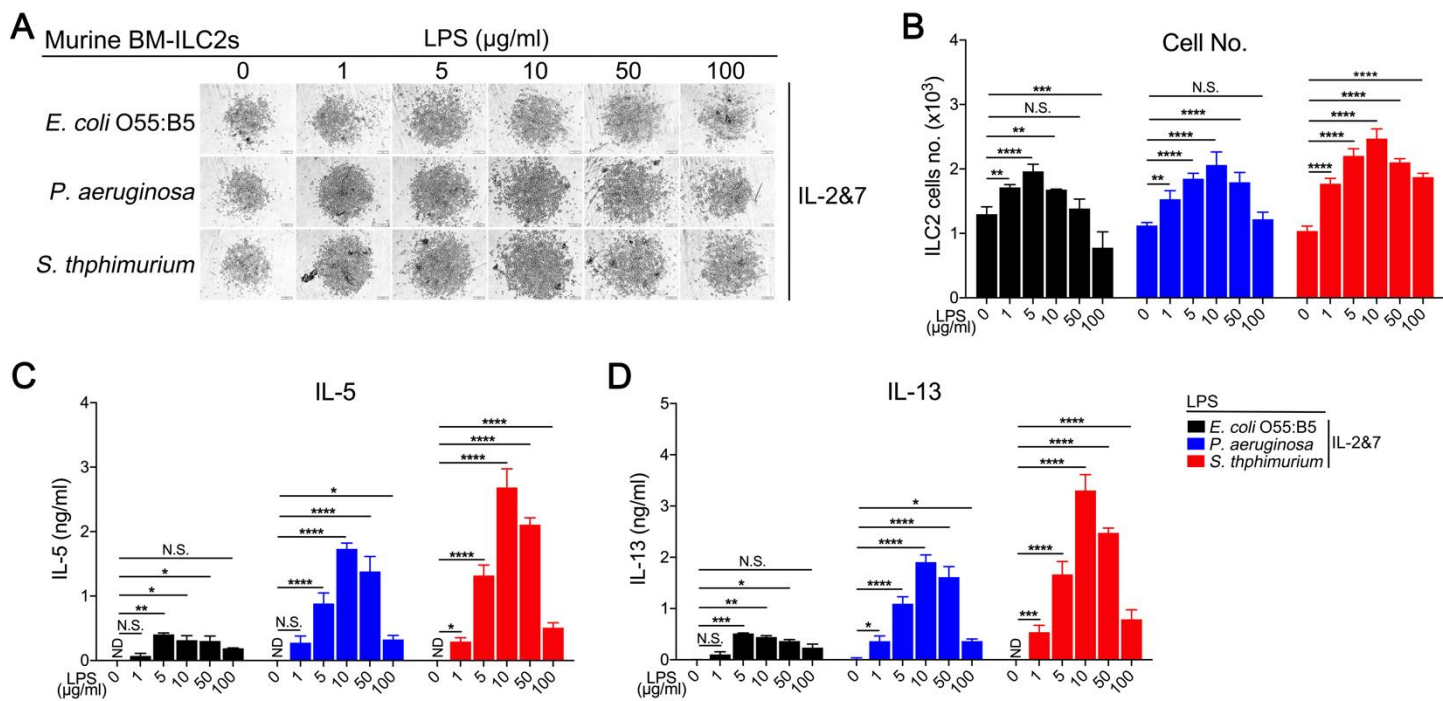 A
Murine BM-ILC2s
LPS (µg/ml)
0 1 5 10 50 100
E. coli O55:B5
P. aeruginosa
S. thphimurium
IL-2&7
B
Cell No.
ILC2 cells no. (x10³)
4
3
2
1
0
** **** ** N.S. ***
** **** **** **** N.S.
**** **** **** **** ****
LPS (µg/ml)
0 1 5 10 50 100
0 1 5 10 50 100
0 1 5 10 50 100
C
IL-5
IL-5 (ng/ml)
4
3
2
1
0
ND N.S. ** * * N.S.
ND N.S. **** **** **** *
ND * **** **** **** ****
LPS (µg/ml)
0 1 5 10 50 100
0 1 5 10 50 100
0 1 5 10 50 100
D
IL-13
IL-13 (ng/ml)
5
4
3
2
1
0
N.S. *** ** * N.S.
* **** **** **** *
ND *** **** **** **** ****
LPS (µg/ml)
0 1 5 10 50 100
0 1 5 10 50 100
0 1 5 10 50 100
LPS
E. coli O55:B5
P. aeruginosa
S. thphimurium
IL-2&7